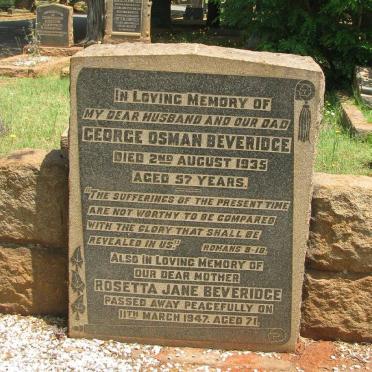 IN LOVING MEMORY OF
MY DEAR HUSBAND AND OUR DAD
GEORGE OSMAN BEVERIDGE
DIED 2ND AUGUST 1935
AGED 57 YEARS.
"THE SUFFERINGS OF THE PRESENT TIME
ARE NOT WORTHY TO BE COMPARED
WITH THE GLORY THAT SHALL BE
REVEALED IN US" ROMANS 8-18
ALSO IN LOVING MEMORY OF
OUR DEAR MOTHER
ROSETTA JANE BEVERIDGE
PASSED AWAY PEACEFULLY ON
11TH MARCH 1947. AGED 71.